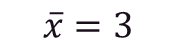 x̄ = 3